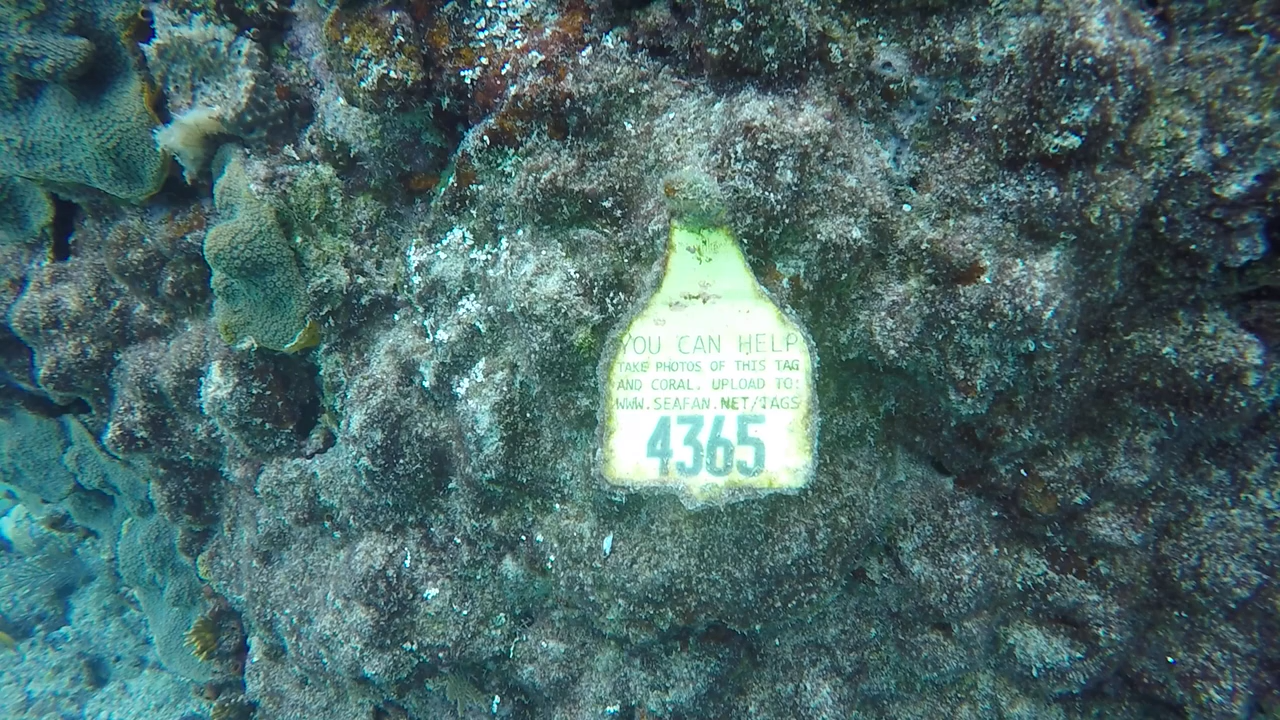 YOU CAN HELP
TAKE PHOTOS OF THIS TAG
AND CORAL. UPLOAD TO:
WWW.SEAFAN.NET/TAGS
4365